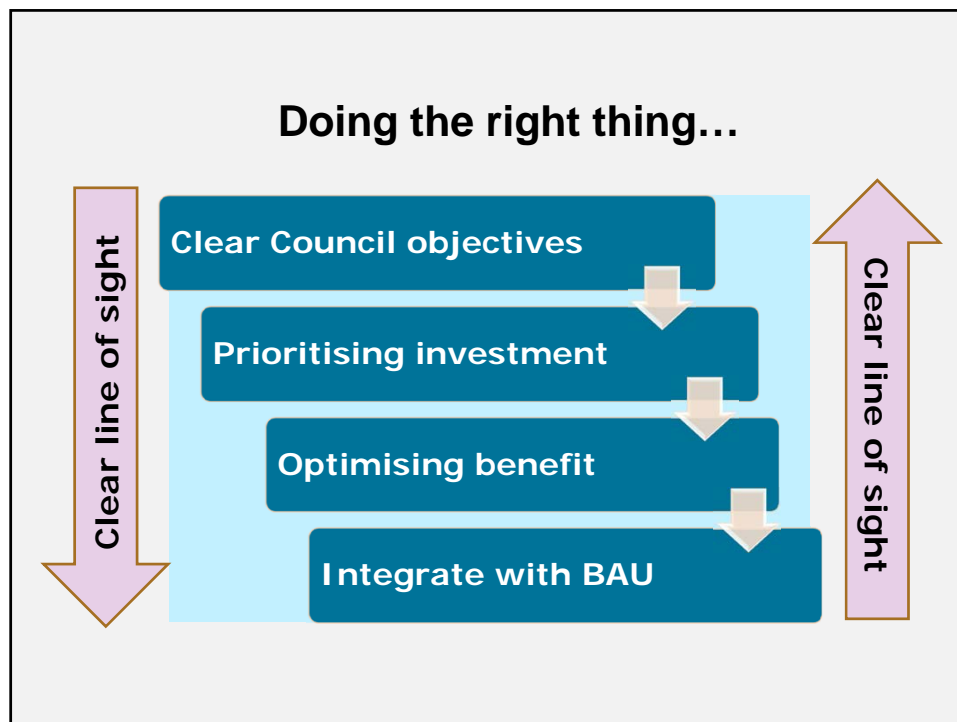 Doing the right thing…
Clear line of sight
Clear Council objectives
Prioritising investment
Optimising benefit
Integrate with BAU
Clear line of sight